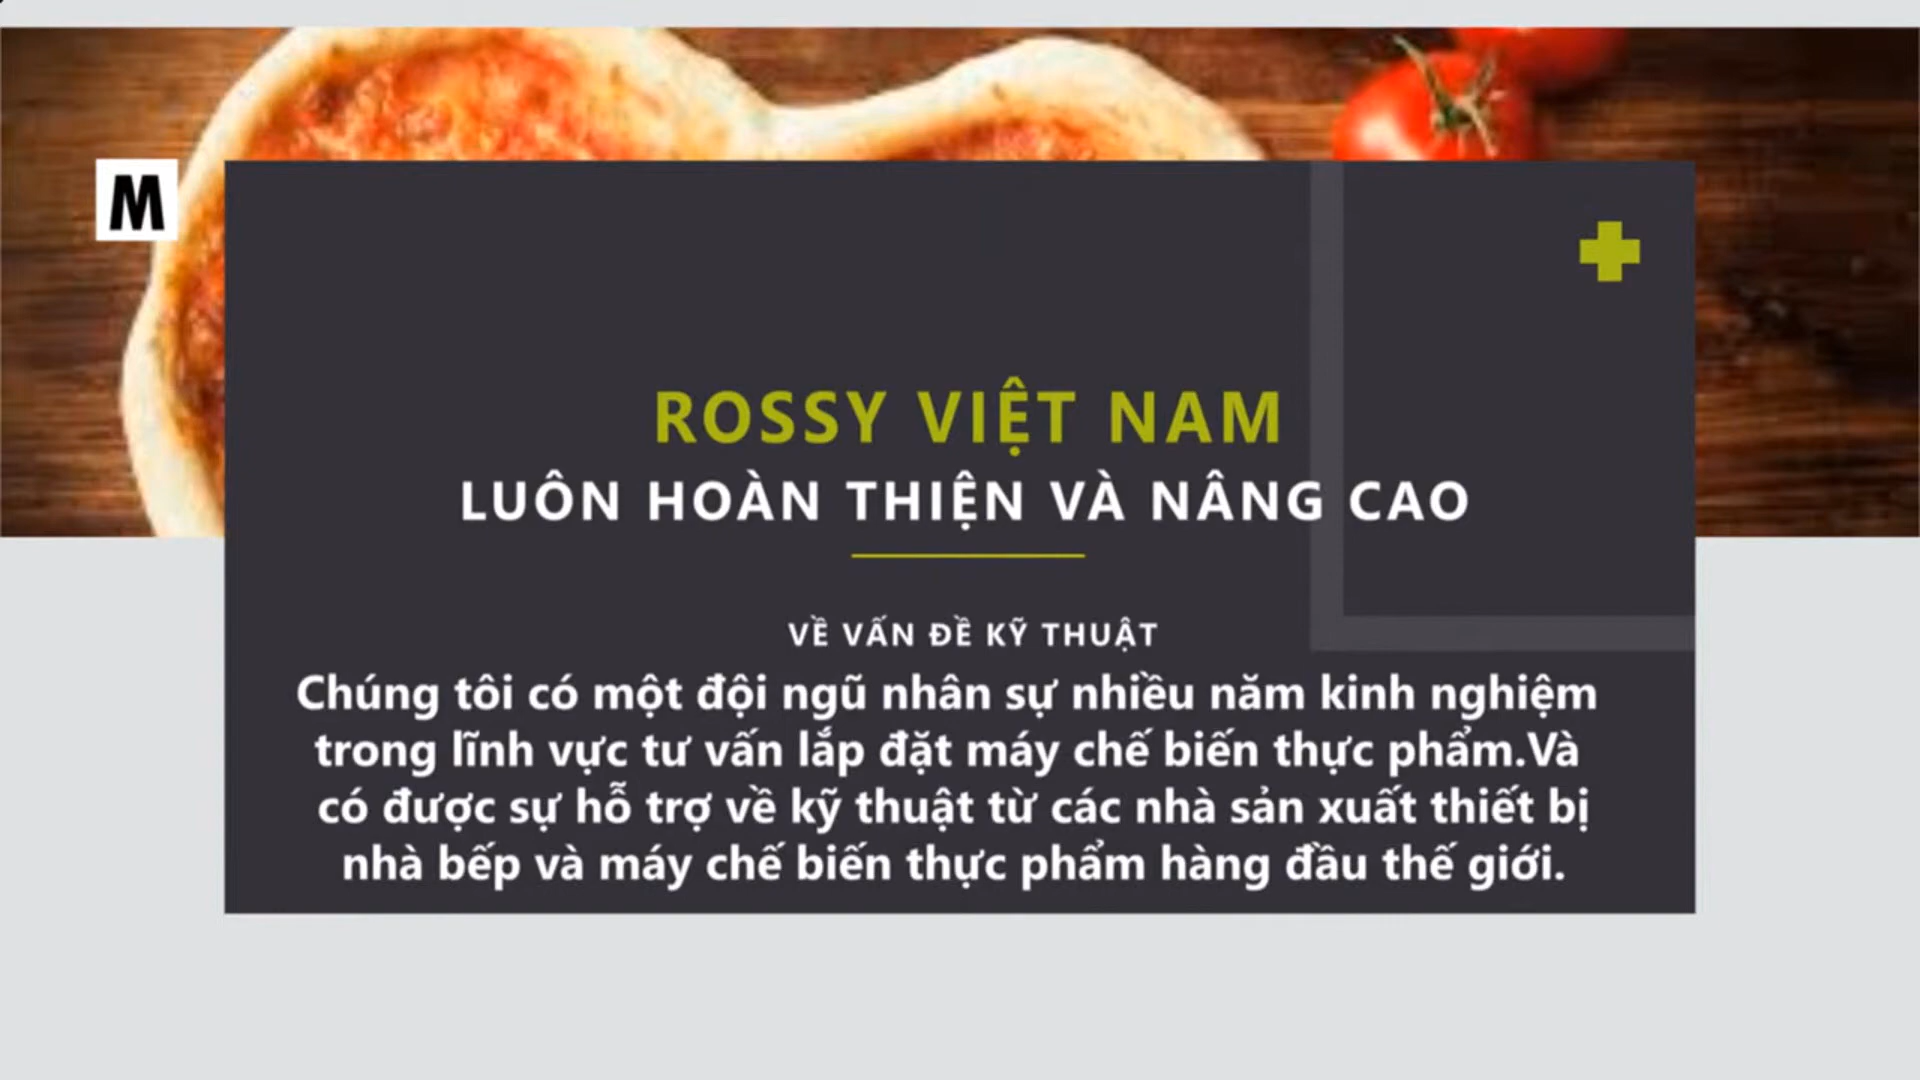 M
ROSSY VIỆT NAM
LUÔN HOÀN THIỆN VÀ NÂNG CAO
VỀ VẤN ĐỀ KỸ THUẬT
Chúng tôi có một đội ngũ nhân sự nhiều năm kinh nghiệm
trong lĩnh vực tư vấn lắp đặt máy chế biến thực phẩm.Và
có được sự hỗ trợ về kỹ thuật từ các nhà sản xuất thiết bị
nhà bếp và máy chế biến thực phẩm hàng đầu thế giới.